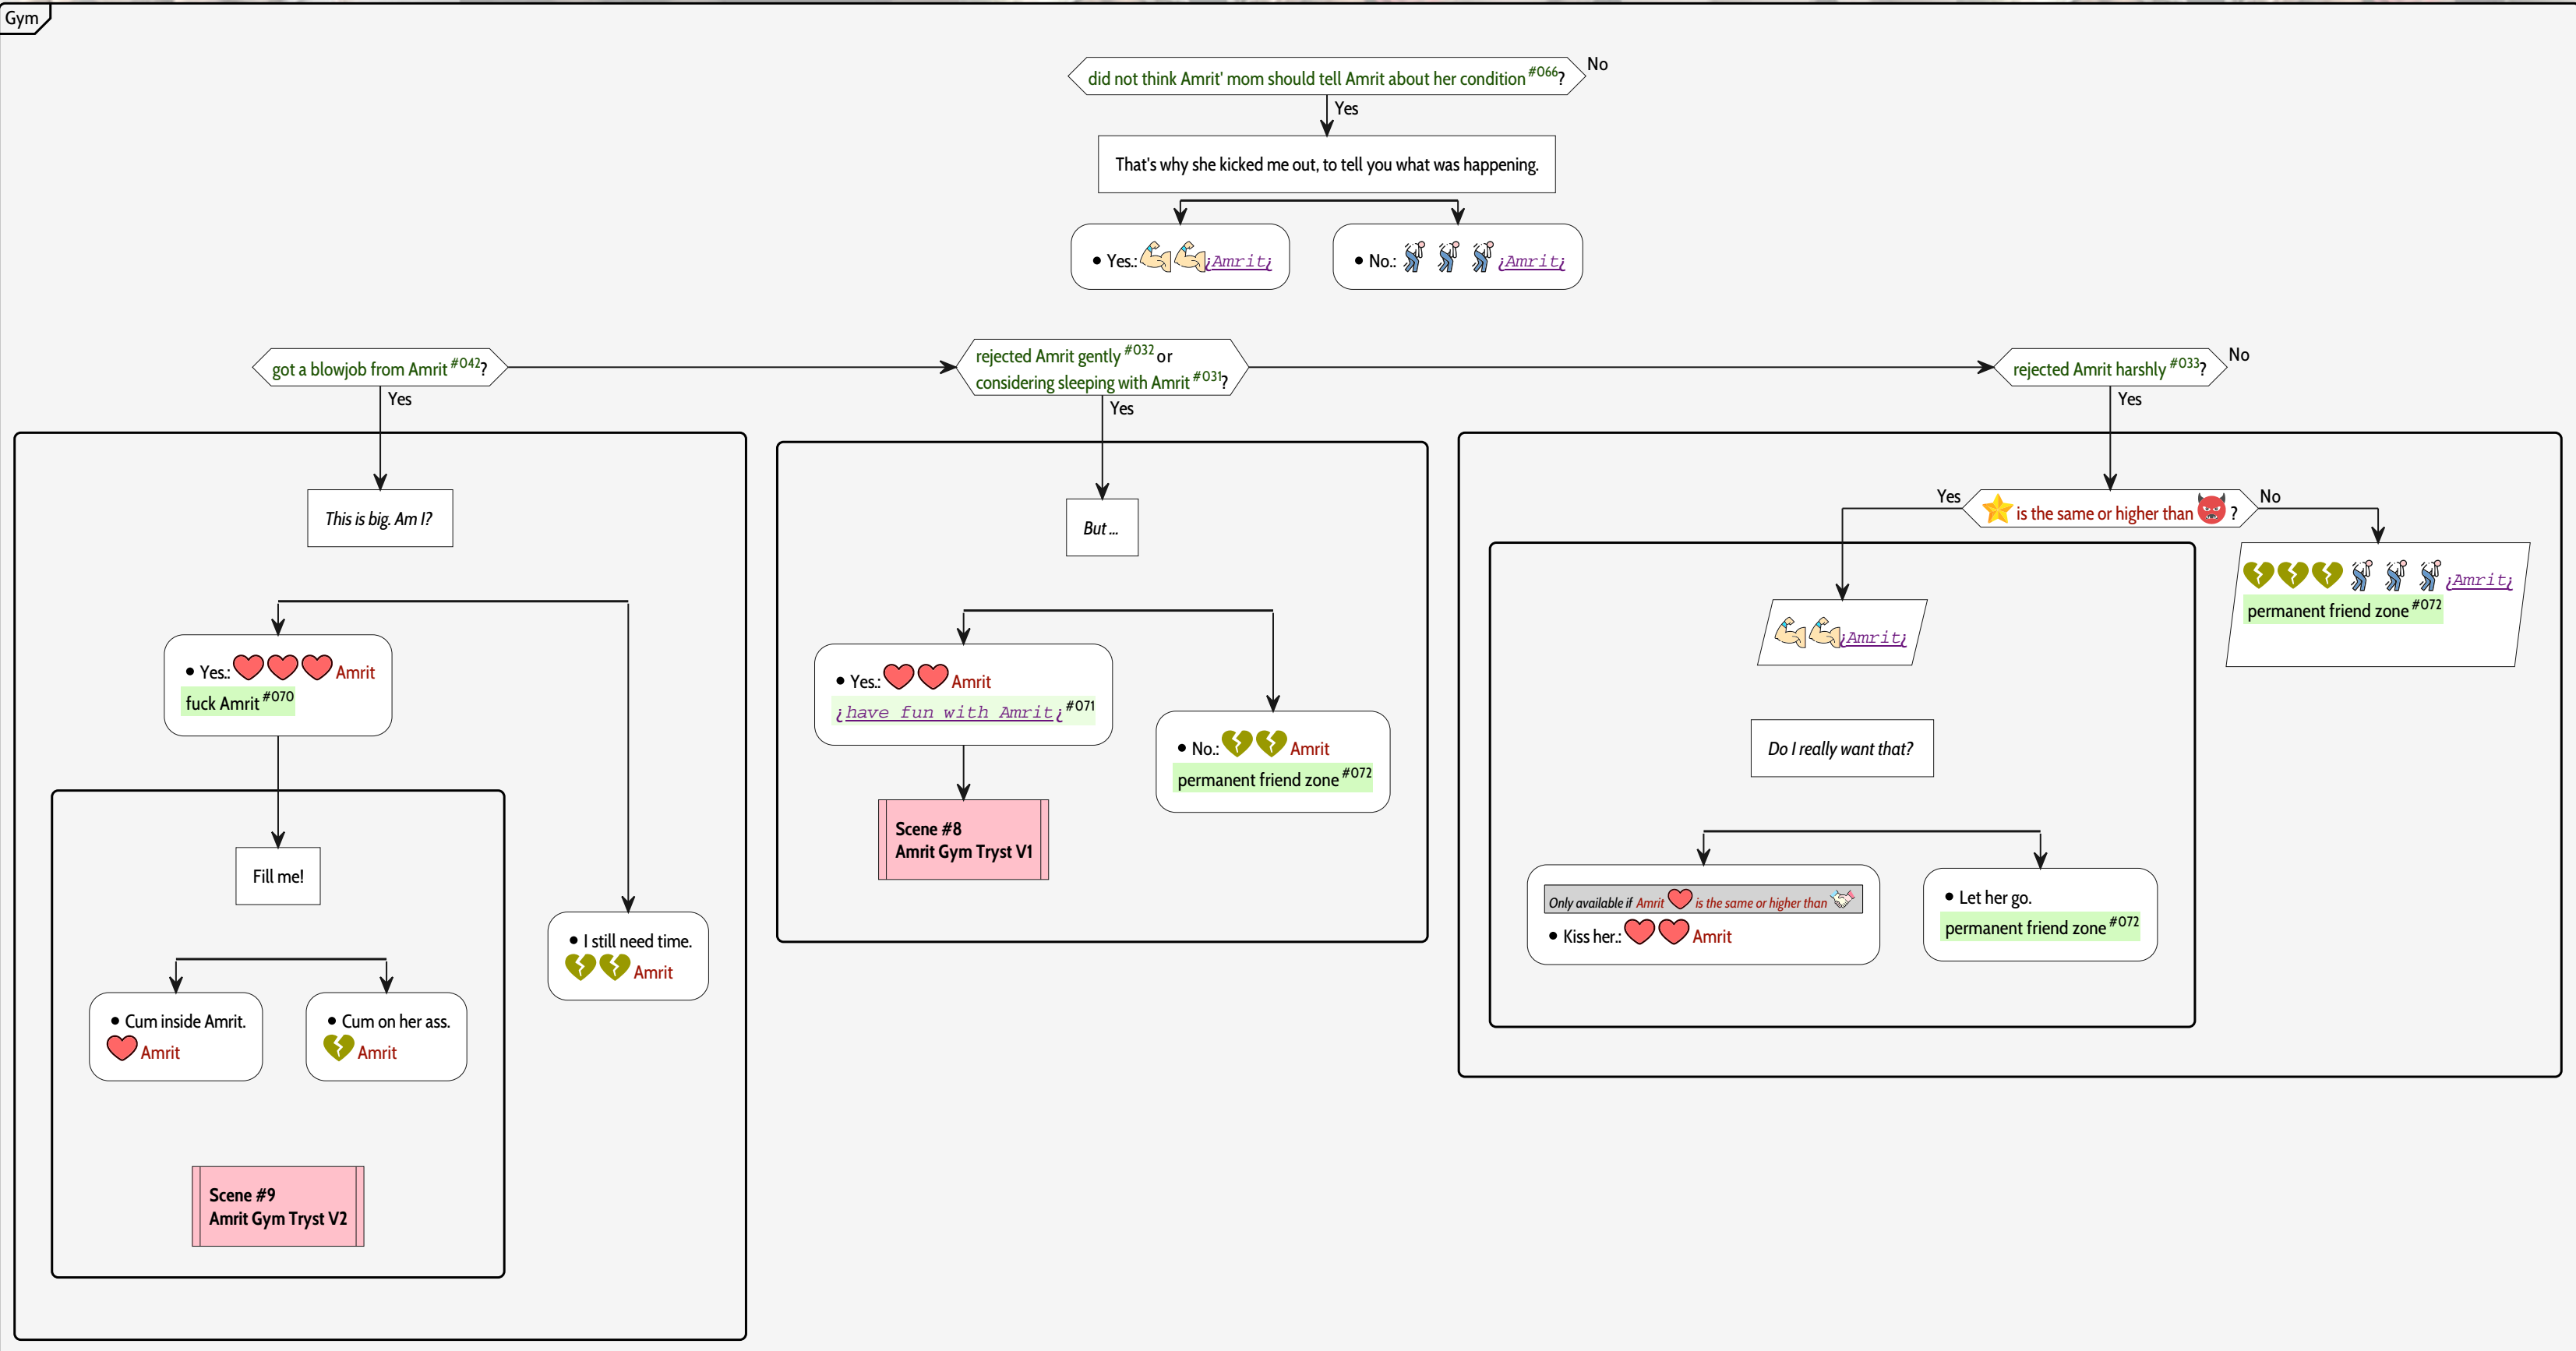 Gym
did not think Amrit' mom should tell Amrit about her condition #066?
No
Yes
That's why she kicked me out, to tell you what was happening.
• Yes.: ¿Amrit¿
• No.: ¿Amrit¿
got a blowjob from Amrit #042?
Yes
rejected Amrit gently #032 or
considering sleeping with Amrit #031?
Yes
rejected Amrit harshly #033?
No
Yes
This is big. Am I?
• Yes.: Amrit
fuck Amrit #070
Fill me!
• Cum inside Amrit.
Amrit
• Cum on her ass.
Amrit
Scene #9
Amrit Gym Tryst V2
• I still need time.
Amrit
But ...
• Yes.: Amrit
¿have fun with Amrit¿ #071
Scene #8
Amrit Gym Tryst V1
• No.: Amrit
permanent friend zone #072
Yes
is the same or higher than ?
No
¿Amrit¿
Do I really want that?
Only available if Amrit is the same or higher than
• Kiss her.: Amrit
• Let her go.
permanent friend zone #072
¿Amrit¿
permanent friend zone #072